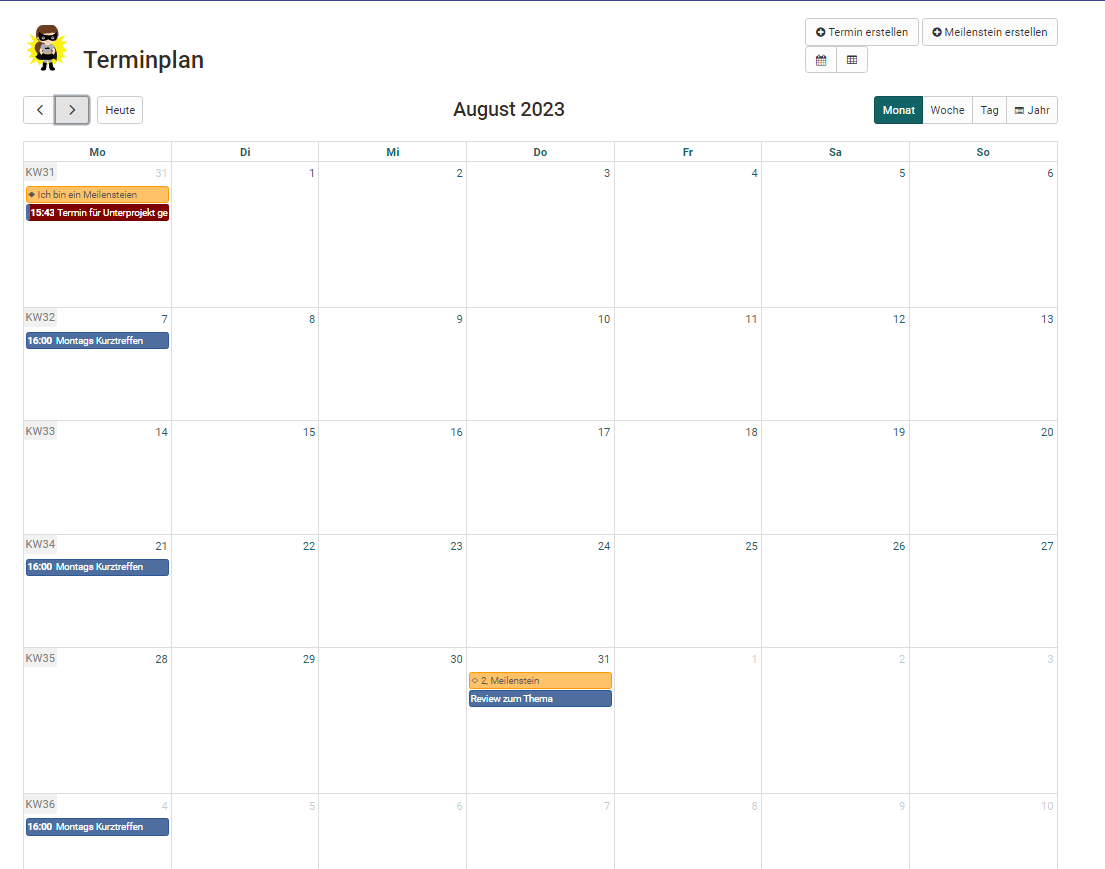 Terminplan
Termin erstellen
Meilenstein erstellen
Heute
August 2023
Monat Woche Tag Jahr
Mo Di Mi Do Fr Sa So
KW31 31 1 2 3 4 5 6
Ich bin ein Meilensteien
15:43 Termin für Unterprojekt ge
KW32 7 8 9 10 11 12 13
16:00 Montags Kurztreffen
KW33 14 15 16 17 18 19 20
KW34 21 22 23 24 25 26 27
16:00 Montags Kurztreffen
KW35 28 29 30 31 1 2 3
2, Meilenstein
Review zum Thema
KW36 4 5 6 7 8 9 10
16:00 Montags Kurztreffen